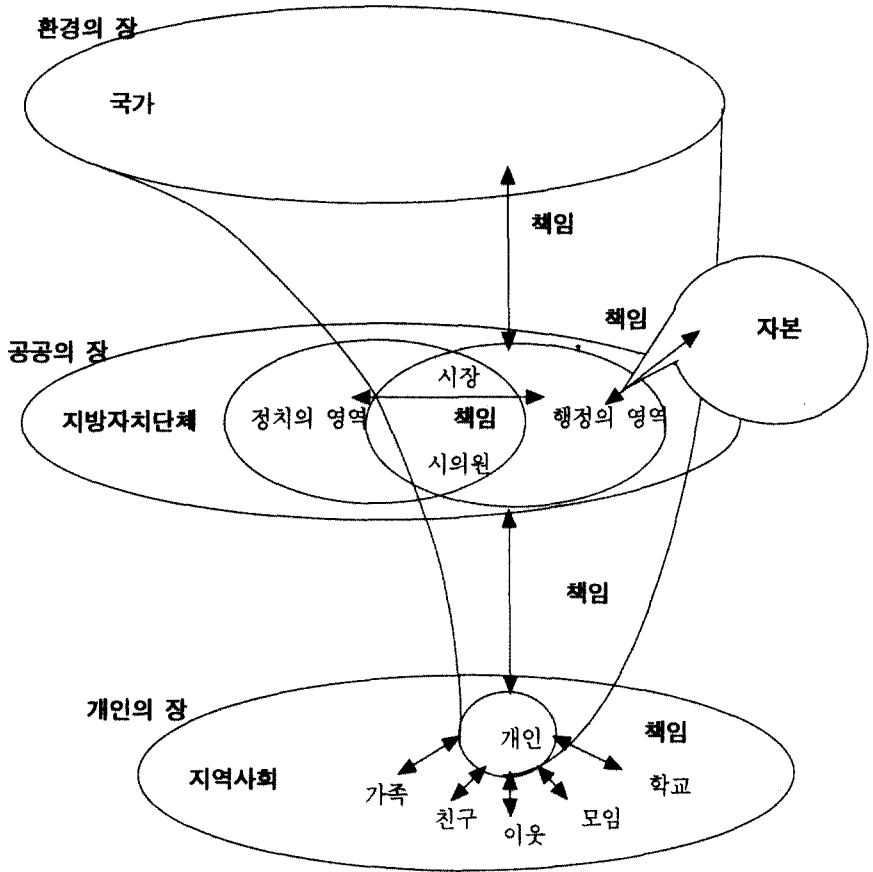 환경의 장
국가
책임
책임
자본
공공의 장
시장
지방자치단체 정치의 영역 책임 행정의 영역
시의원
책임
개인의 장
개인
책임
지역사회
가족
학교
친구
모임
이웃